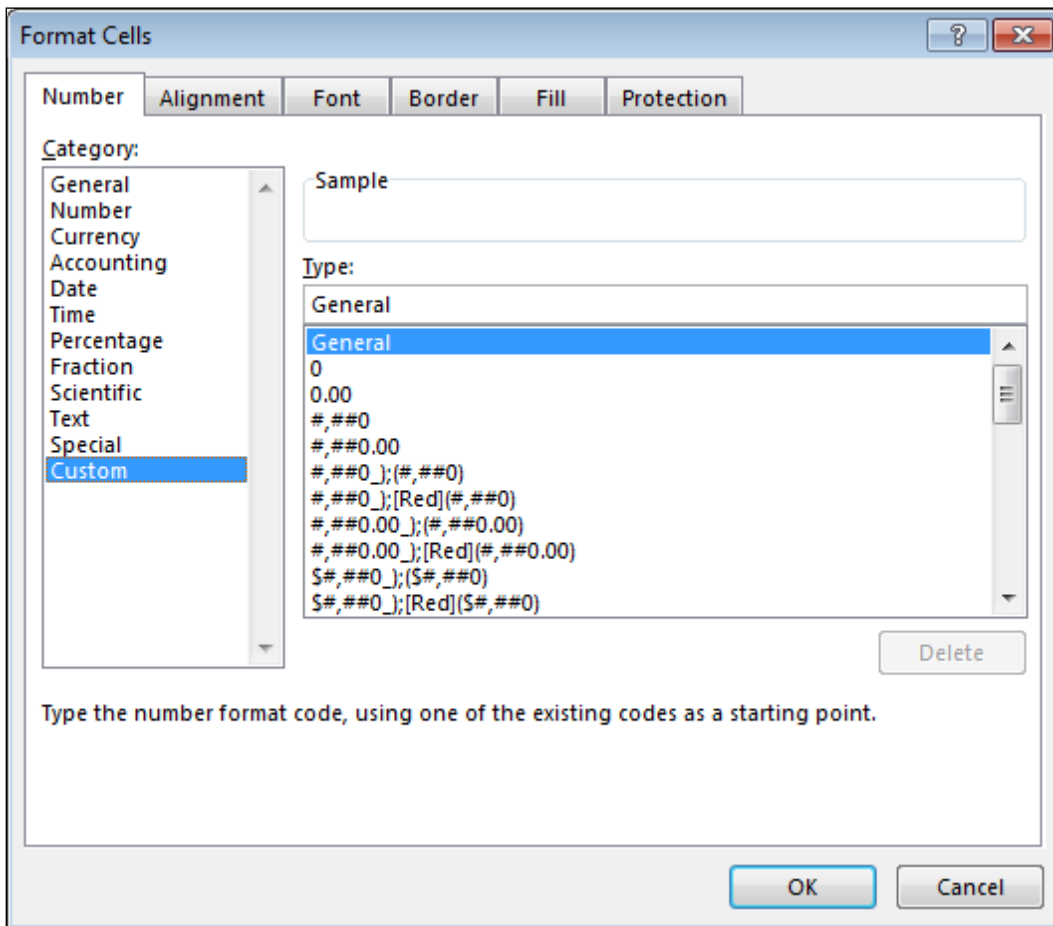 Format Cells
Number Alignment Font Border Fill Protection
Category:
General
Number
Currency
Accounting
Date
Time
Percentage
Fraction
Scientific
Text
Special
Custom
Sample
Type:
General
General
0
0.00
#,##0
#,##0.00
#,##0_);(#,##0)
#,##0_);[Red](#,##0)
#,##0.00_);(#,##0.00)
#,##0.00_);[Red](#,##0.00)
$#,##0_);($#,##0)
$#,##0_);[Red]($#,##0)
Delete
Type the number format code, using one of the existing codes as a starting point.
OK Cancel